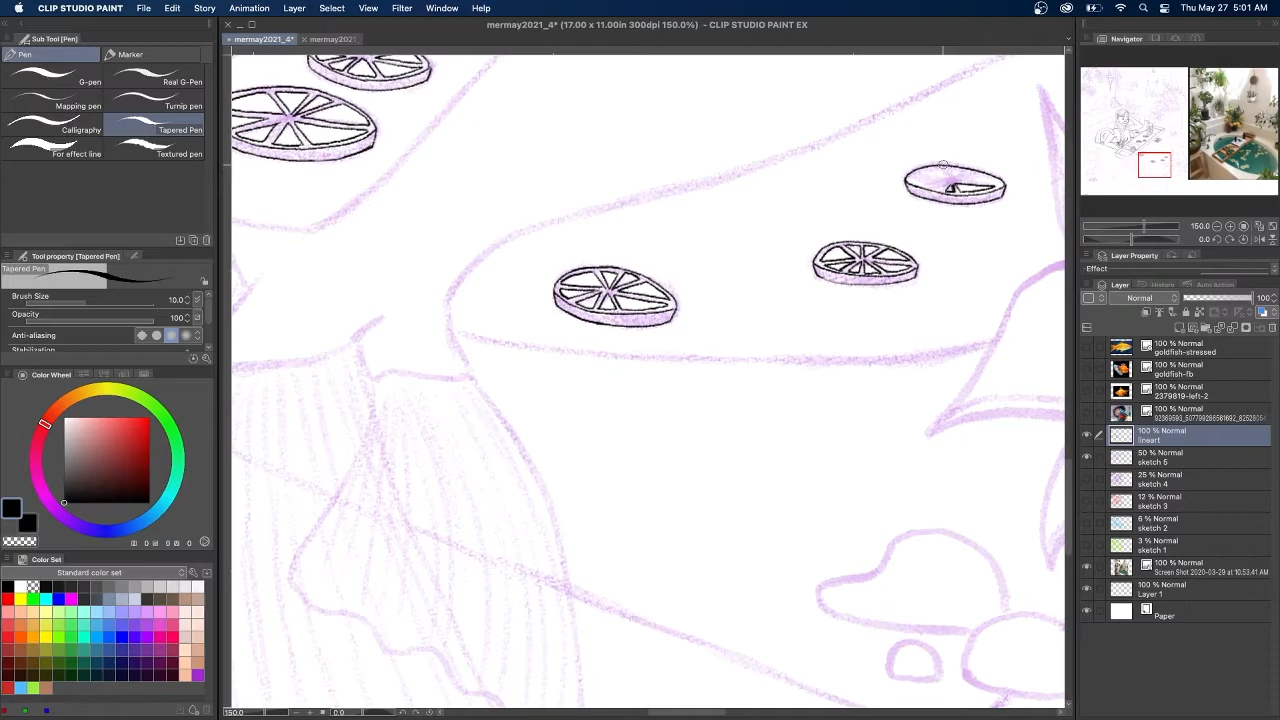 CLIP STUDIO PAINT File Edit Story Animation Layer Select View Filter Window Help Thu May 27 5:01 AM
mermay2021_4* (17.00 x 11.00in 300dpi 150.0%) - CLIP STUDIO PAINT EX
Sub Tool [Pen]
mermay2021_4* mermay2021
Navigator
Pen Marker
G-pen Real G-Pen
Mapping pen Turnip pen
Calligraphy Tapered Pen
For effect line Textured pen
150.0
0.0
Tool property [Tapered Pen]
Layer Property
Tapered Pen
Effect
Layer History Auto Action
Brush Size 10.0
Normal 100
Opacity 100
Anti-aliasing
Stabilization
100 % Normal
goldfish-stressed
100 % Normal
goldfish-fb
Color Wheel
100 % Normal
2379819-left-2
100 % Normal
100 % Normal
lineart
50 % Normal
sketch 5
25 % Normal
sketch 4
12 % Normal
sketch 3
6 % Normal
sketch 2
3 % Normal
sketch 1
0 0 0
Color Set
100 % Normal
Screen Shot 2020-03-29 at 10.53.41 AM
Standard color set
100 % Normal
Layer 1
Paper
150.0 0.0